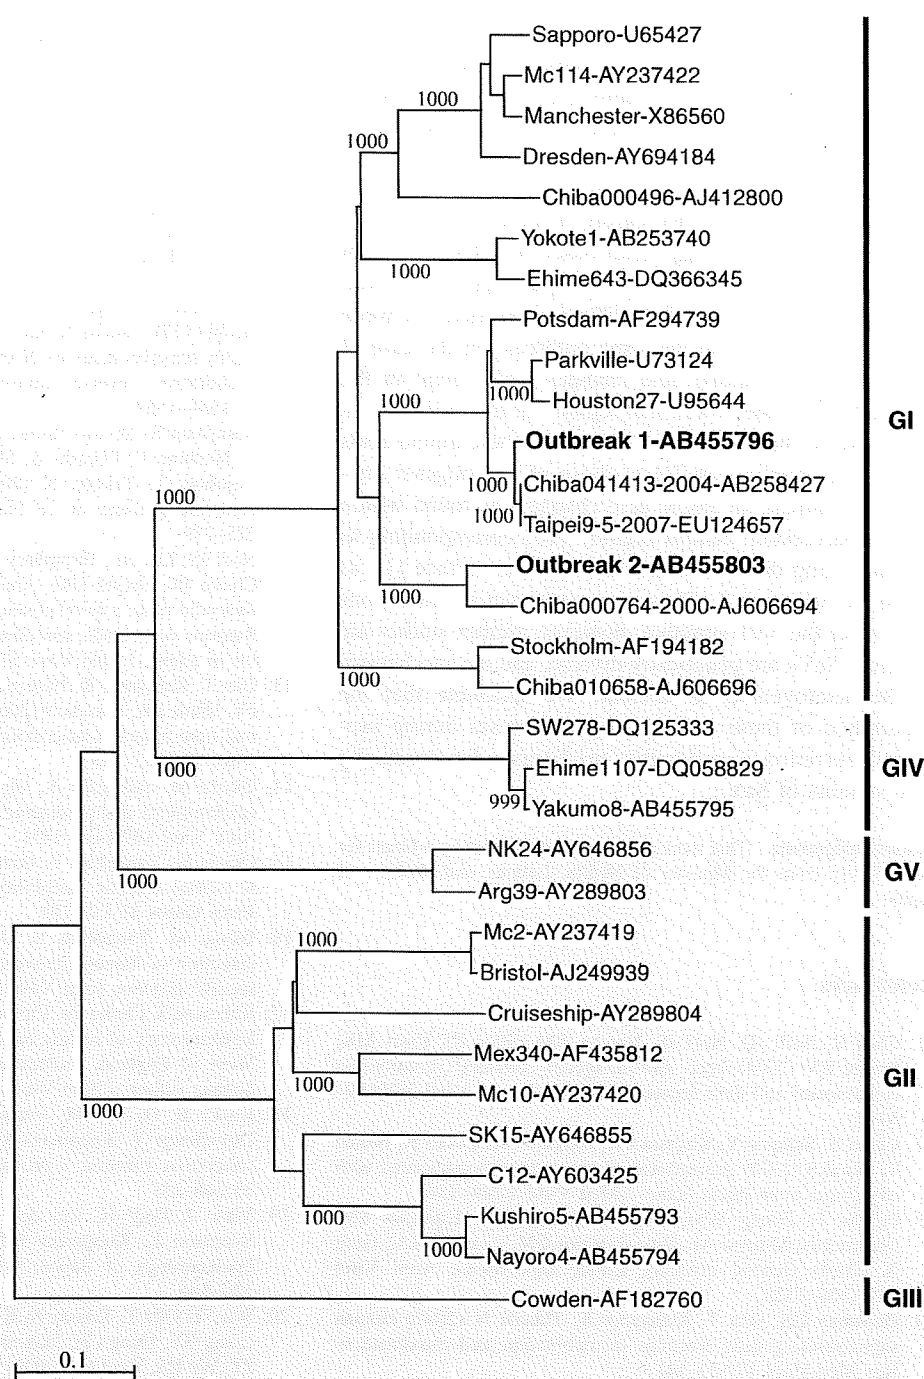 Sapporo-U65427
Mc114-AY237422
1000
Manchester-X86560
1000
Dresden-AY694184
Chiba000496-AJ412800
Yokote1-AB253740
1000
Ehime643-DQ366345
Potsdam-AF294739
Parkville-U73124
1000
1000
Houston27-U95644
GI
Outbreak 1-AB455796
1000
Chiba041413-2004-AB258427
1000
1000
Taipei9-5-2007-EU124657
Outbreak 2-AB455803
1000
Chiba000764-2000-AJ606694
Stockholm-AF194182
1000
Chiba010658-AJ606696
SW278-DQ125333
1000
Ehime1107-DQ058829
GIV
999
Yakumo8-AB455795
NK24-AY646856
1000
GV
Arg39-AY289803
1000
Mc2-AY237419
Bristol-AJ249939
Cruiseship-AY289804
Mex340-AF435812
GII
1000
Mc10-AY237420
1000
SK15-AY646855
C12-AY603425
1000
Kushiro5-AB455793
1000
Nayoro4-AB455794
Cowden-AF182760
GIII
0.1